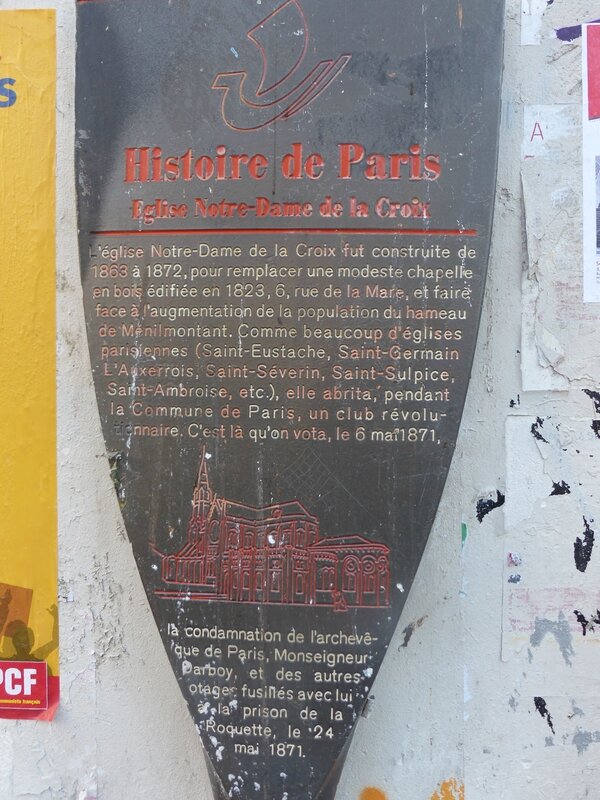 s
Histoire de Paris
Eglise Notre-Dame de la Croix
L'église Notre-Dame de la Croix fut construite de
1863 à 1872, pour remplacer une modeste chapelle
en bois édifiée en 1823, 6, rue de la Mare, et faire
face à l'augmentation de la population du hameau
de Ménilmontant. Comme beaucoup d'églises
parisiennes (Saint-Eustache, Saint-Germain
L'Auxerrois, Saint-Séverin, Saint-Sulpice,
Saint-Ambroise, etc.), elle abrita, pendant
la Commune de Paris, un club révolu-
tionnaire. C'est là qu'on vota, le 6 mai 1871,
la condamnation de l'archevê-
que de Paris, Monseigneur
Darboy, et des autres
otages fusillés avec lui
à la prison de la
Roquette, le 24
mai 1871.
A
PCF